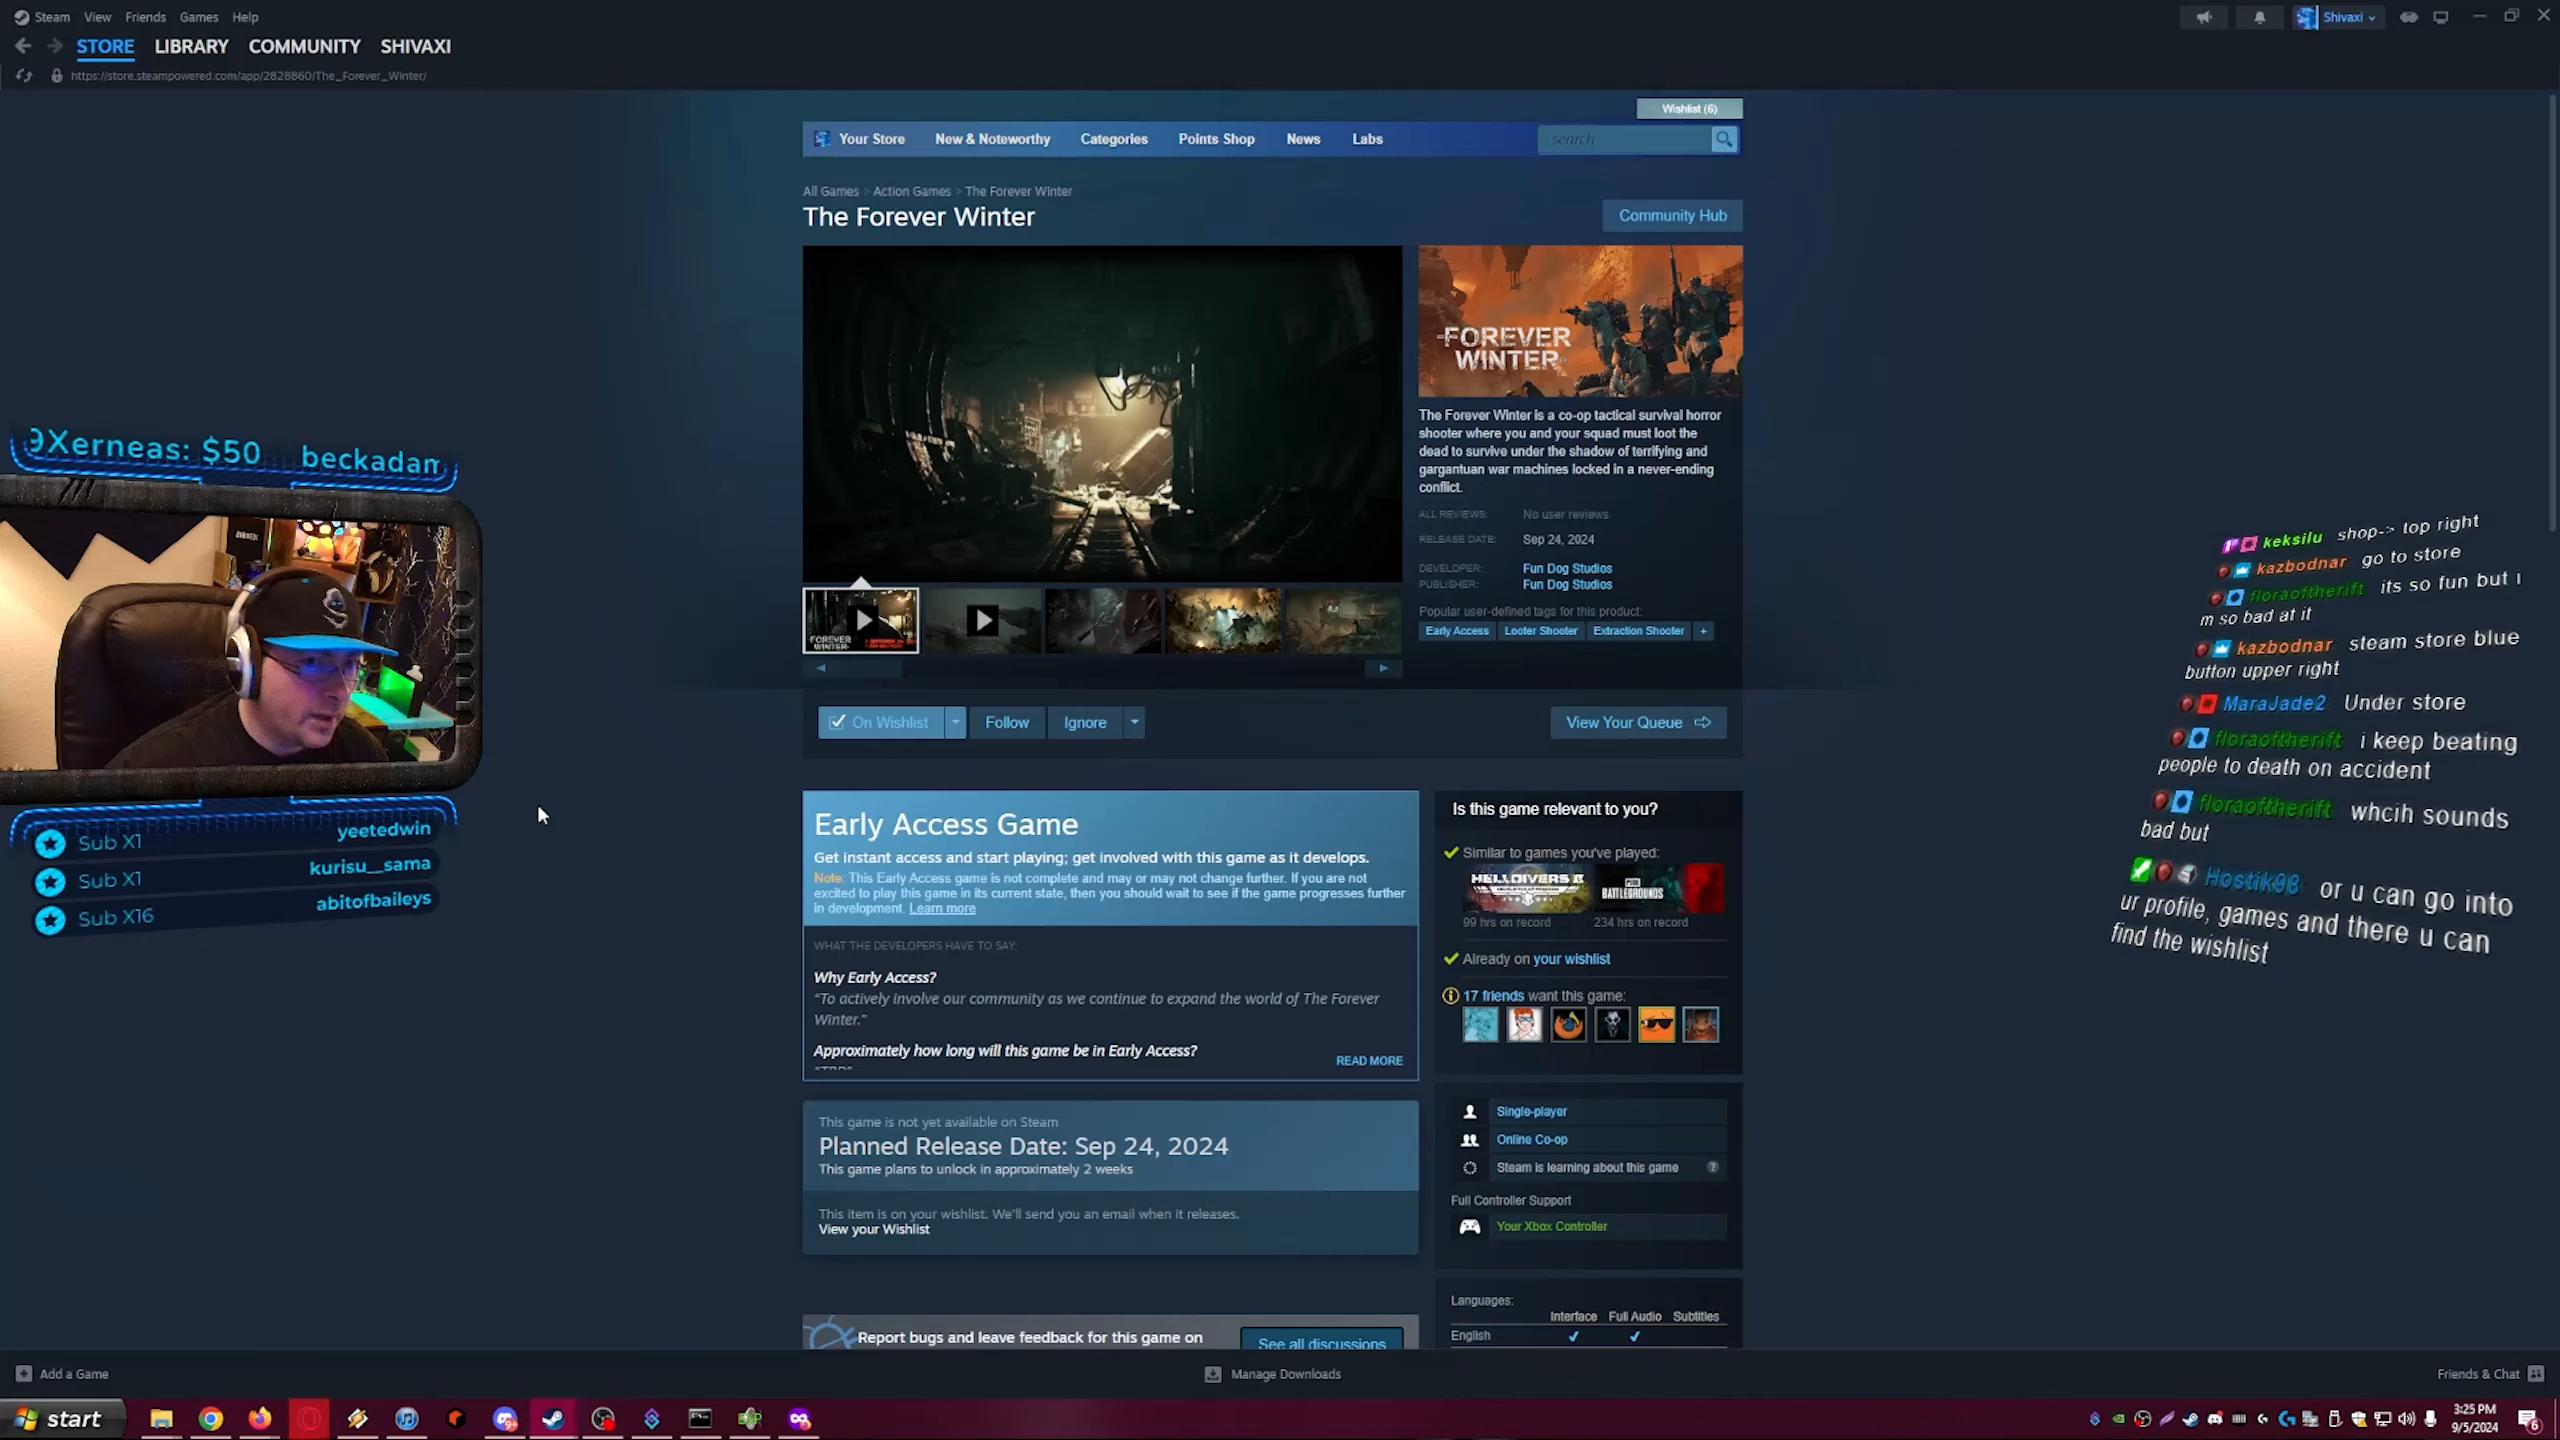 Steam View Friends Games Help
Shivaxi
STORE LIBRARY COMMUNITY SHIVAXI
https://store.steampowered.com/app/2828860/The_Forever_Winter/
Wishlist (6)
Your Store New & Noteworthy Categories Points Shop News Labs
search
All Games > Action Games > The Forever Winter
The Forever Winter
Community Hub
FOREVER
WINTER
The Forever Winter is a co-op tactical survival horror
shooter where you and your squad must loot the
dead to survive under the shadow of terrifying and
gargantuan war machines locked in a never-ending
conflict.
ALL REVIEWS: No user reviews
RELEASE DATE: Sep 24, 2024
DEVELOPER: Fun Dog Studios
PUBLISHER: Fun Dog Studios
Popular user-defined tags for this product:
Early Access Looter Shooter Extraction Shooter +
FOREVER
WINTER
On Wishlist Follow Ignore
View Your Queue
Early Access Game
Get instant access and start playing; get involved with this game as it develops.
Note: This Early Access game is not complete and may or may not change further. If you are not
excited to play this game in its current state, then you should wait to see if the game progresses further
in development. Learn more
WHAT THE DEVELOPERS HAVE TO SAY:
Why Early Access?
"To actively involve our community as we continue to expand the world of The Forever
Winter."
Approximately how long will this game be in Early Access?
READ MORE
This game is not yet available on Steam
Planned Release Date: Sep 24, 2024
This game plans to unlock in approximately 2 weeks
This item is on your wishlist. We'll send you an email when it releases.
View your Wishlist
Report bugs and leave feedback for this game on
See all discussions
Is this game relevant to you?
Similar to games you've played:
HELLDIVERS II
BATTLEGROUNDS
99 hrs on record 234 hrs on record
Already on your wishlist
17 friends want this game:
Single-player
Online Co-op
Steam is learning about this game ?
Full Controller Support
Your Xbox Controller
Languages:
Interface Full Audio Subtitles
English
9Xerneas: $50 beckadam
Sub X1 yeetedwin
Sub X1 kurisu__sama
Sub X16 abitofbaileys
keksilu shop-> top right
kazbodnar go to store
floraoftherift its so fun but i
m so bad at it
kazbodnar steam store blue
button upper right
MaraJade2 Under store
floraoftherift i keep beating
people to death on accident
floraoftherift whcih sounds
bad but
Hostik98 or u can go into
ur profile, games and there u can
find the wishlist
Add a Game
Manage Downloads
Friends & Chat
start
3:25 PM
9/5/2024